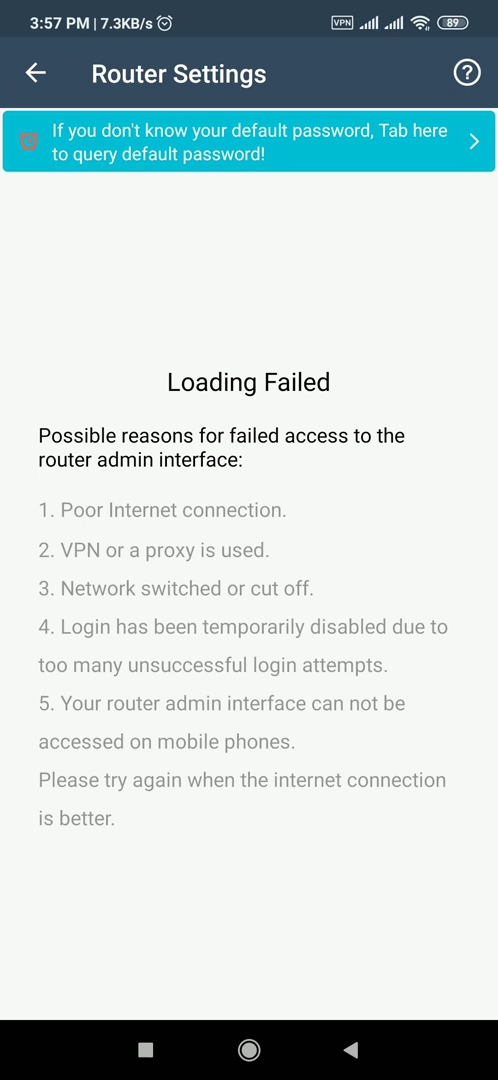 3:57 PM | 7.3KB/s
VPN
89
Router Settings
If you don't know your default password, Tab here
to query default password!
Loading Failed
Possible reasons for failed access to the
router admin interface:
1. Poor Internet connection.
2. VPN or a proxy is used.
3. Network switched or cut off.
4. Login has been temporarily disabled due to
too many unsuccessful login attempts.
5. Your router admin interface can not be
accessed on mobile phones.
Please try again when the internet connection
is better.